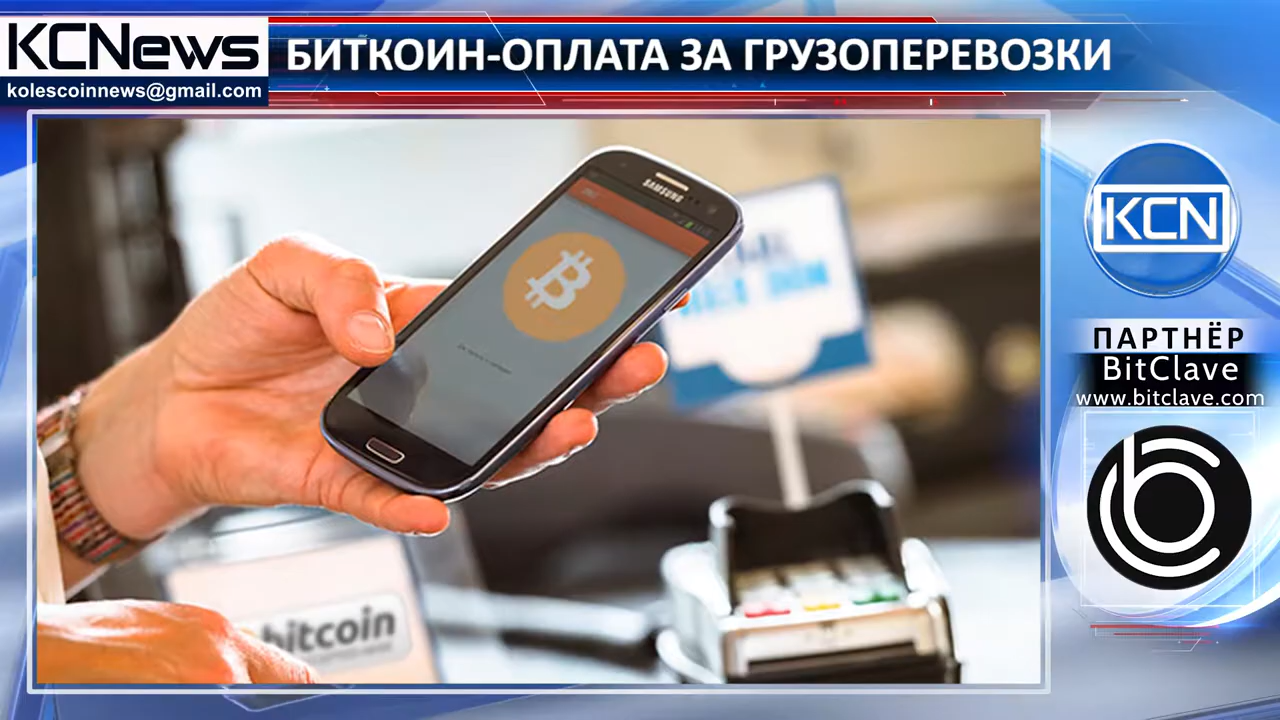 KCNews
kolescoinnews@gmail.com
БИТКОИН-ОПЛАТА ЗА ГРУЗОПЕРЕВОЗКИ
SAMSUNG
KCN
ПАРТНЁР
BitClave
www.bitclave.com
bitcoin